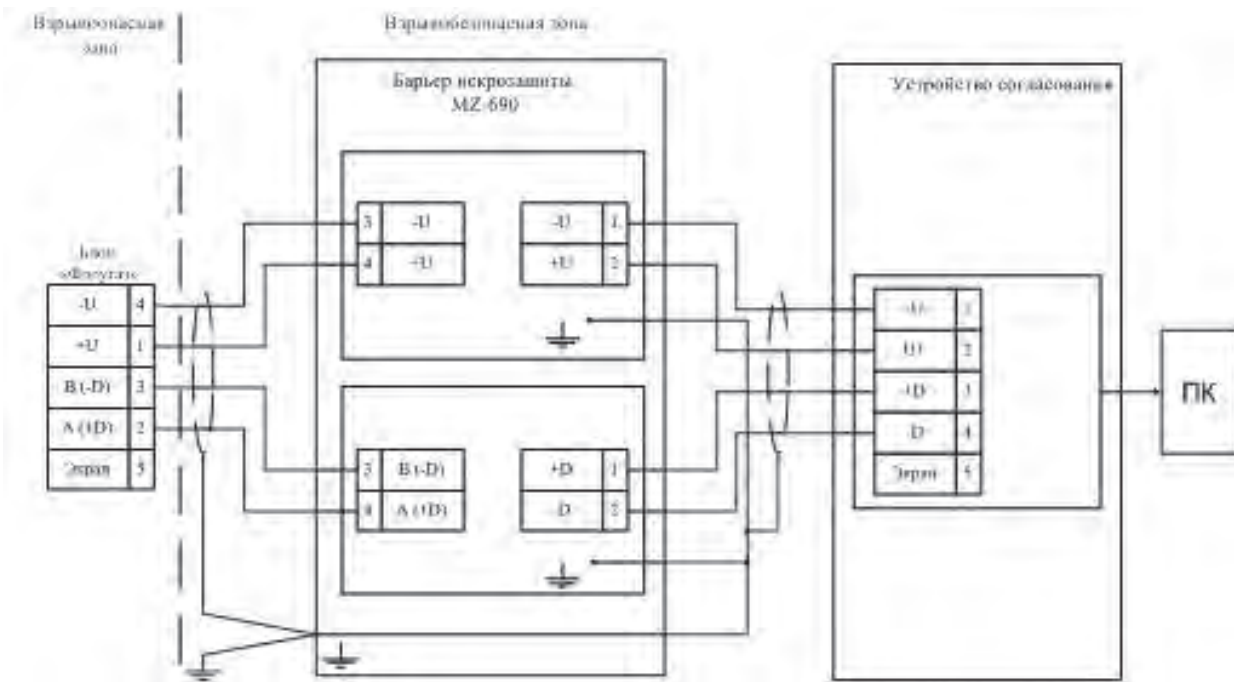 Взрывоопасная
зона
Взрывобезопасная зона
Барьер искрозащиты
MZ-690
Устройство согласования
3 -U
4 +U
-U 1
+U 2
Блок
-U 4
+U 1
B (-D) 3
A (+D) 2
Экран 5
-U 1
U 2
+D 3
-D 4
Экран 5
ПК
3 B (-D)
4 A (+D)
+D 1
-D 2